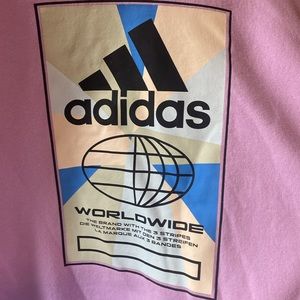 adidas
WORLDWIDE
THE BRAND WITH THE 3 STRIPES
DIE WELTMARKE MIT DEN 3 STREIFEN
LA MARQUE AUX 3 BANDES